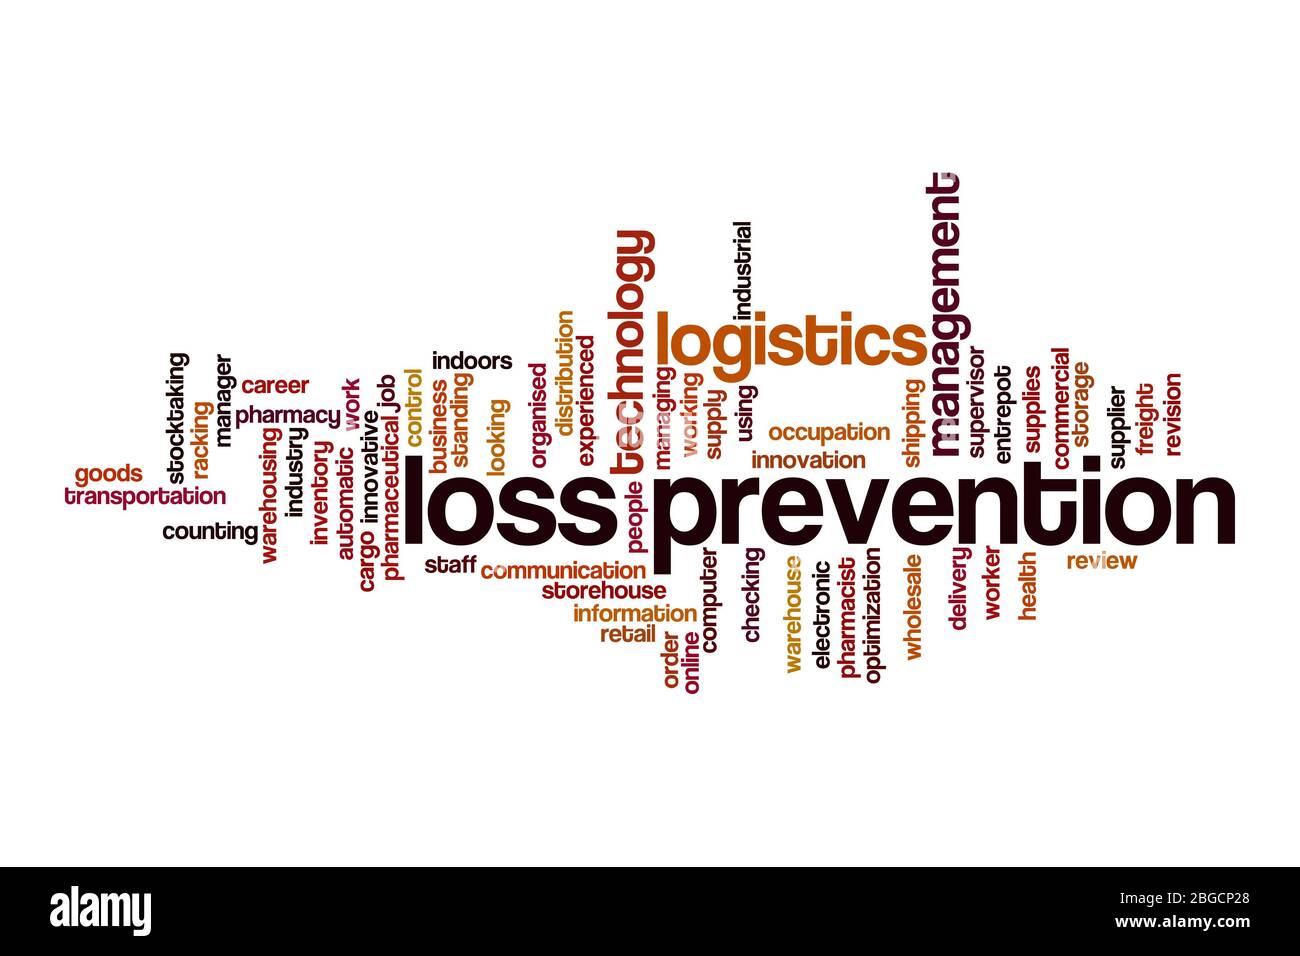 management
industrial
technology
logistics
distribution
experienced
indoors
organised
stocktaking
racking
manager
career
pharmacy
work
job
control
business
standing
looking
managing
working
supply
using
occupation
innovation
shipping
supervisor
entrepot
supplies
commercial
storage
supplier
freight
revision
goods
transportation
counting
warehousing
industry
inventory
automatic
innovative
cargo
pharmaceutical
loss prevention
people
staff
communication
storehouse
information
retail
order
online
computer
checking
warehouse
electronic
pharmacist
optimization
wholesale
delivery
worker
health
review
alamy
Image ID: 2BGCP28
www.alamy.com